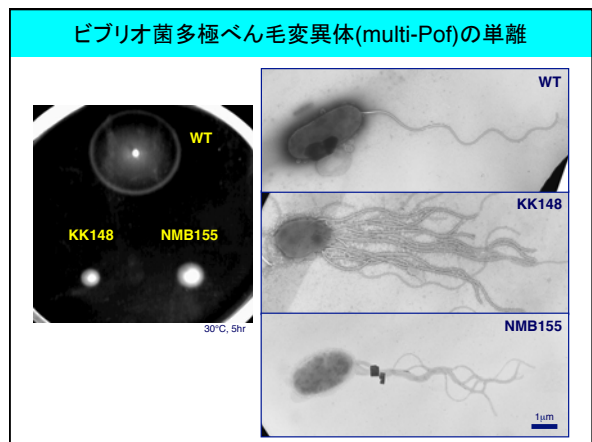 ビブリオ菌多極べん毛変異体(multi-Pof)の単離
WT
KK148
NMB155
30°C, 5hr
WT
KK148
NMB155
1μm